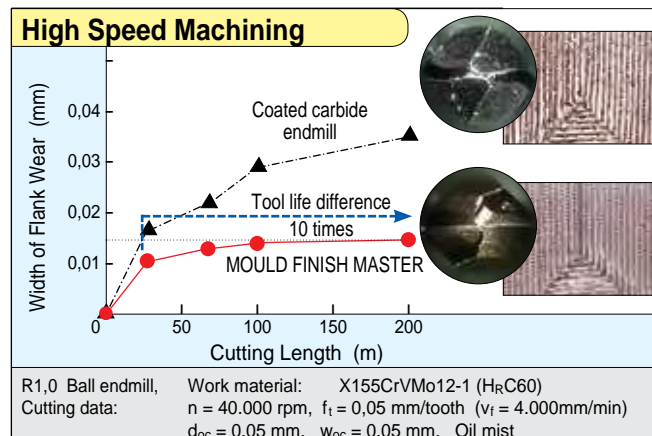 High Speed Machining
Width of Flank Wear (mm)
0,04
0,03
0,02
0,01
0
50
100
150
200
Cutting Length (m)
Coated carbide
endmill
Tool life difference
10 times
MOULD FINISH MASTER
R1,0 Ball endmill, Work material: X155CrVMo12-1 (HRC60)
Cutting data: n = 40.000 rpm, ft = 0,05 mm/tooth (vf = 4.000mm/min)
doc = 0,05 mm, woc = 0,05 mm, Oil mist